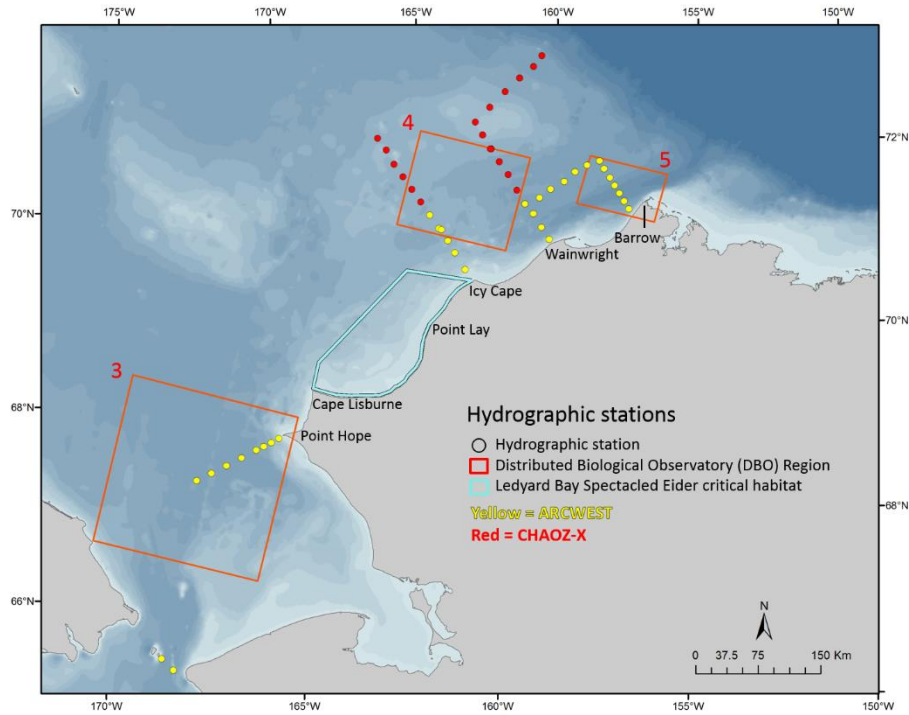 175°W 170°W 165°W 160°W 155°W 150°W
72°N
4
5
70°N
Barrow
Wainwright
Icy Cape
70°N
Point Lay
3
68°N
Cape Lisburne
Point Hope
Hydrographic stations
Hydrographic station
Distributed Biological Observatory (DBO) Region
Ledyard Bay Spectacled Eider critical habitat
Yellow = ARCWEST
Red = CHAOZ-X
68°N
66°N
N
0 37.5 75 150 Km
170°W 165°W 160°W 155°W 150°W